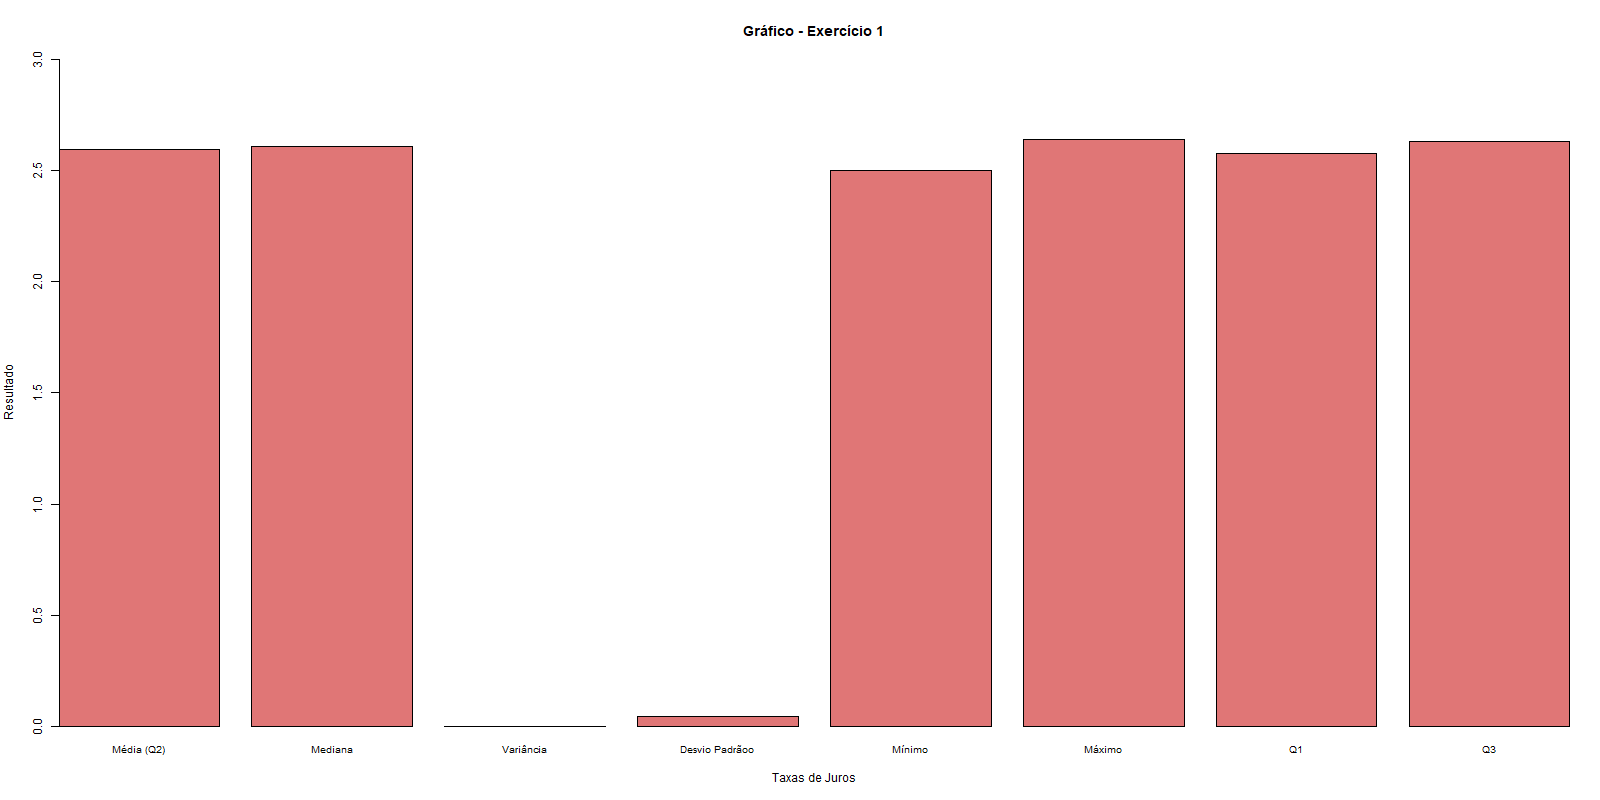 Gráfico - Exercício 1
3.0
2.5
2.0
1.5
1.0
0.5
0.0
Resultado
Média (Q2) Mediana Variância Desvio Padrãoo Mínimo Máximo Q1 Q3
Taxas de Juros